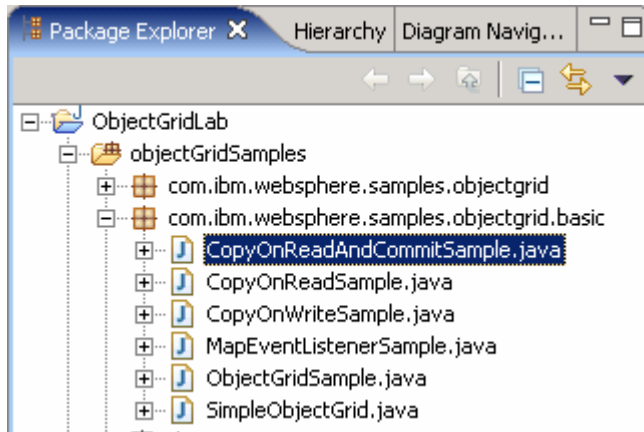 Package Explorer Hierarchy Diagram Navig...
ObjectGridLab
objectGridSamples
com.ibm.websphere.samples.objectgrid
com.ibm.websphere.samples.objectgrid.basic
CopyOnReadAndCommitSample.java
CopyOnReadSample.java
CopyOnWriteSample.java
MapEventListenerSample.java
ObjectGridSample.java
SimpleObjectGrid.java